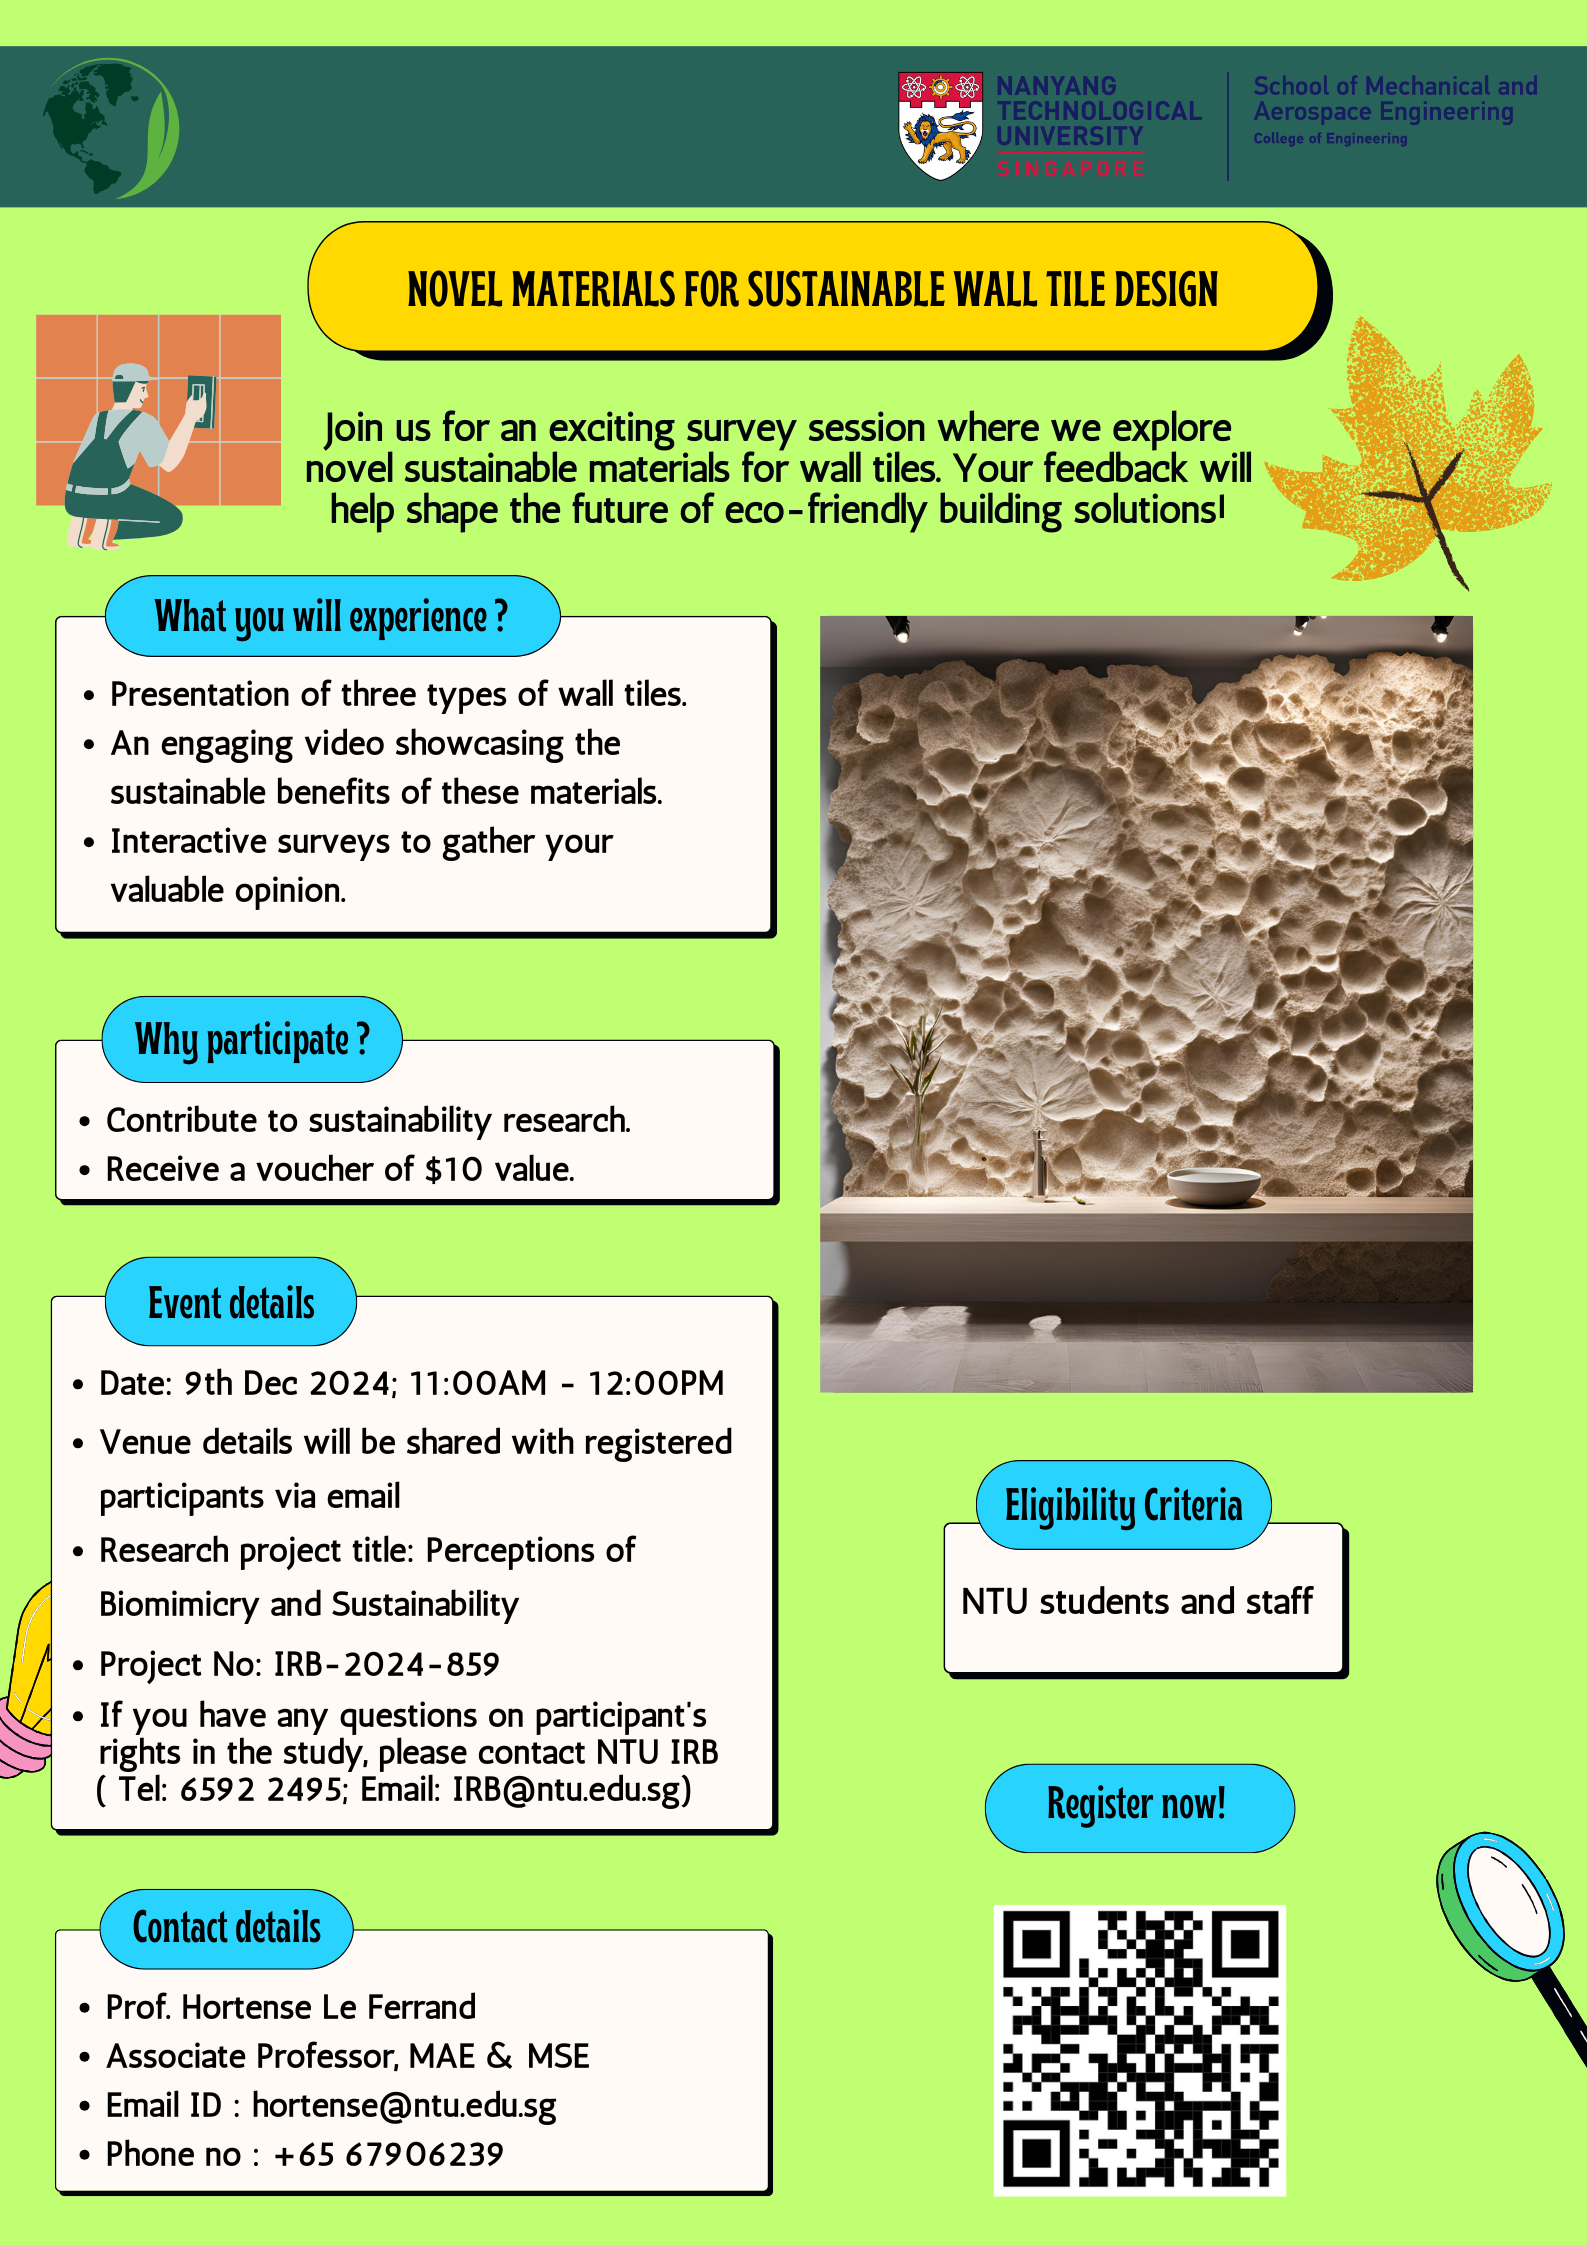 NANYANG
TECHNOLOGICAL
UNIVERSITY
SINGAPORE
School of Mechanical and
Aerospace Engineering
College of Engineering
NOVEL MATERIALS FOR SUSTAINABLE WALL TILE DESIGN
Join us for an exciting survey session where we explore
novel sustainable materials for wall tiles. Your feedback will
help shape the future of eco-friendly building solutions!
What you will experience ?
• Presentation of three types of wall tiles.
• An engaging video showcasing the
sustainable benefits of these materials.
• Interactive surveys to gather your
valuable opinion.
Why participate ?
• Contribute to sustainability research.
• Receive a voucher of $10 value.
Event details
• Date: 9th Dec 2024; 11:00AM - 12:00PM
• Venue details will be shared with registered
participants via email
• Research project title: Perceptions of
Biomimicry and Sustainability
• Project No: IRB-2024-859
• If you have any questions on participant's
rights in the study, please contact NTU IRB
( Tel: 6592 2495; Email: IRB@ntu.edu.sg)
Contact details
• Prof. Hortense Le Ferrand
• Associate Professor, MAE & MSE
• Email ID : hortense@ntu.edu.sg
• Phone no : +65 67906239
Eligibility Criteria
NTU students and staff
Register now!